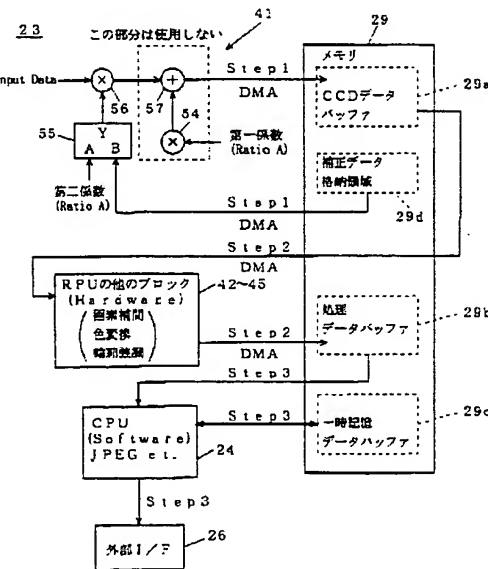 23
この部分は使用しない
41
29
メモリ
nput Data
×
56
+
57
Step1
DMA
CCDデータ
バッファ
29a
54
×
第一係数
(Ratio A)
55
Y
A B
第二係数
(Ratio A)
補正データ
格納領域
29d
Step1
DMA
Step2
DMA
RPUの他のブロック
(Hardware)
画素補間
色変換
輪郭強調
42~45
Step2
DMA
処理
データバッファ
29b
Step3
CPU
(Software)
JPEG et.
24
Step3
一時記憶
データバッファ
29c
Step3
外部I/F
26